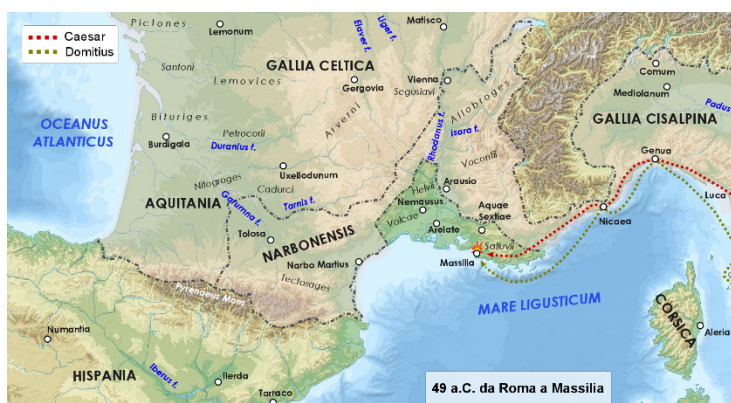 Caesar
Domitius
Pictones
Lemonum
Elaver f.
Liger f.
Matisco
Santoni
Lemovices
GALLIA CELTICA
Gergovia
Segusiavi
Vienna
Allobroges
Comum
Mediolanum
Padus
GALLIA CISALPINA
OCEANUS
ATLANTICUS
Bituriges
Burdigala
Petrocorii
Duranius f.
Arverni
Rhodanus f.
Isara f.
Uxellodunum
Vocontii
Genua
Nitiograges
Cadurci
Helvii
Arausio
AQUITANIA
Garumna f.
Tarnis f.
Nemausus
Volcae
Aquae
Sextiae
Nicaea
Luca
Tolosa
NARBONENSIS
Arelate
Salluvii
Massilia
Narbo Martius
Tectosages
Pyrenaeus Mons
MARE LIGUSTICUM
CORSICA
Aleria
Numantia
HISPANIA
Iberus f.
Ilerda
Tarraco
49 a.C. da Roma a Massilia